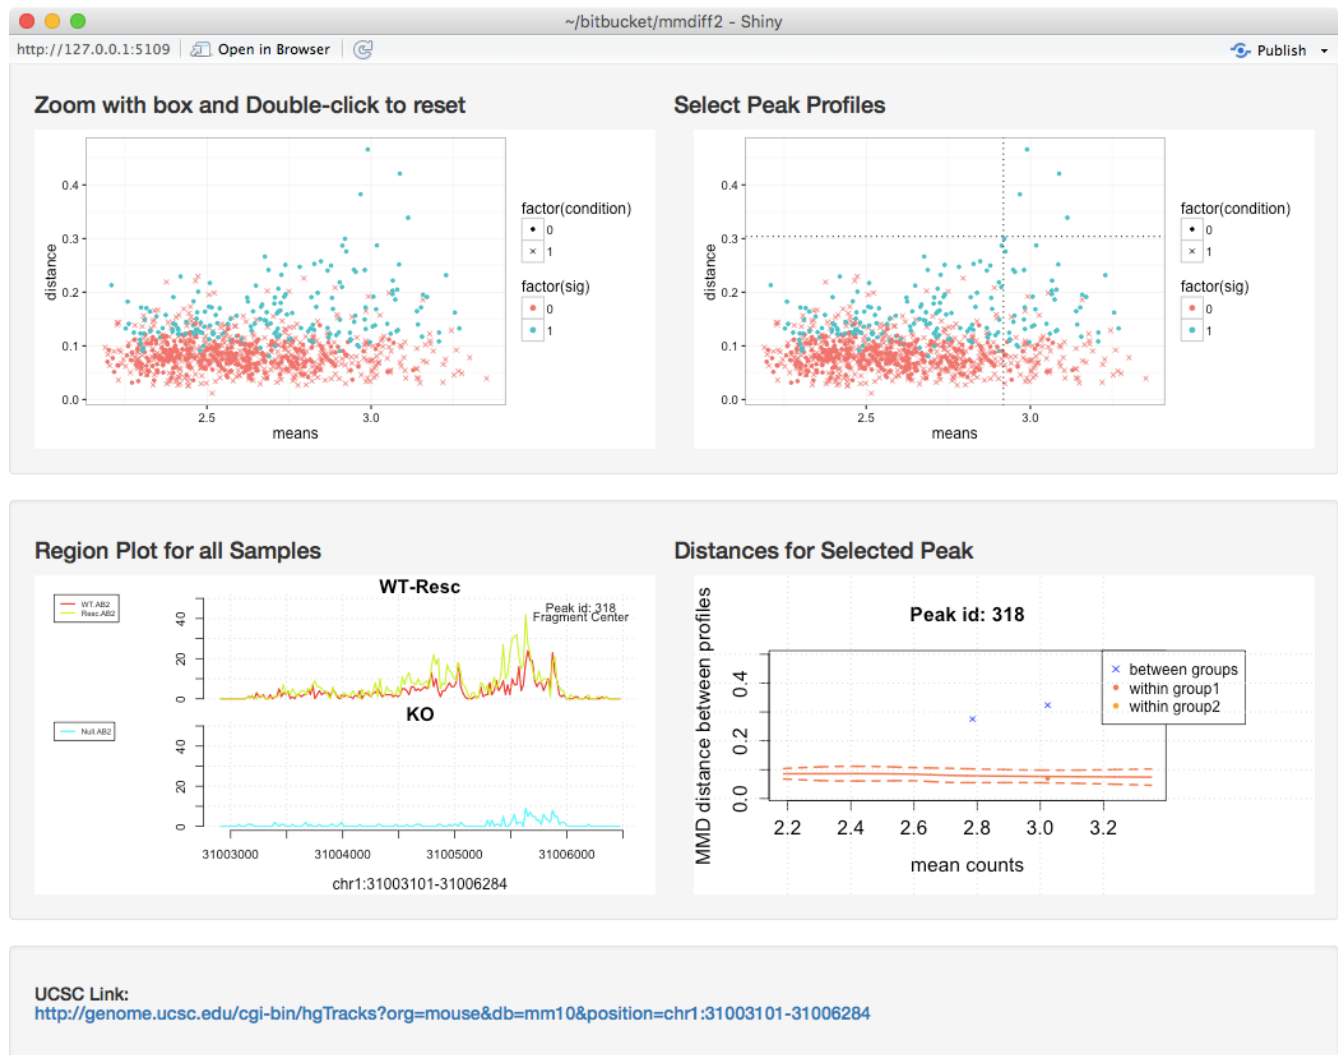 ~/bitbucket/mmdiff2 - Shiny
http://127.0.0.1:5109 Open in Browser Publish
Zoom with box and Double-click to reset
0.4
0.3
0.2
0.1
0.0
distance
2.5 3.0
means
factor(condition)
0
1
factor(sig)
0
1
Select Peak Profiles
0.4
0.3
0.2
0.1
0.0
distance
2.5 3.0
means
factor(condition)
0
1
factor(sig)
0
1
Region Plot for all Samples
WT-Resc
WT.AB2
Resc.AB2
Peak id: 318
Fragment Center
40
20
0
KO
Null.AB2
40
20
0
31003000 31004000 31005000 31006000
chr1:31003101-31006284
Distances for Selected Peak
Peak id: 318
MMD distance between profiles
between groups
within group1
within group2
0.4
0.2
0.0
2.2 2.4 2.6 2.8 3.0 3.2
mean counts
UCSC Link:
http://genome.ucsc.edu/cgi-bin/hgTracks?org=mouse&db=mm10&position=chr1:31003101-31006284